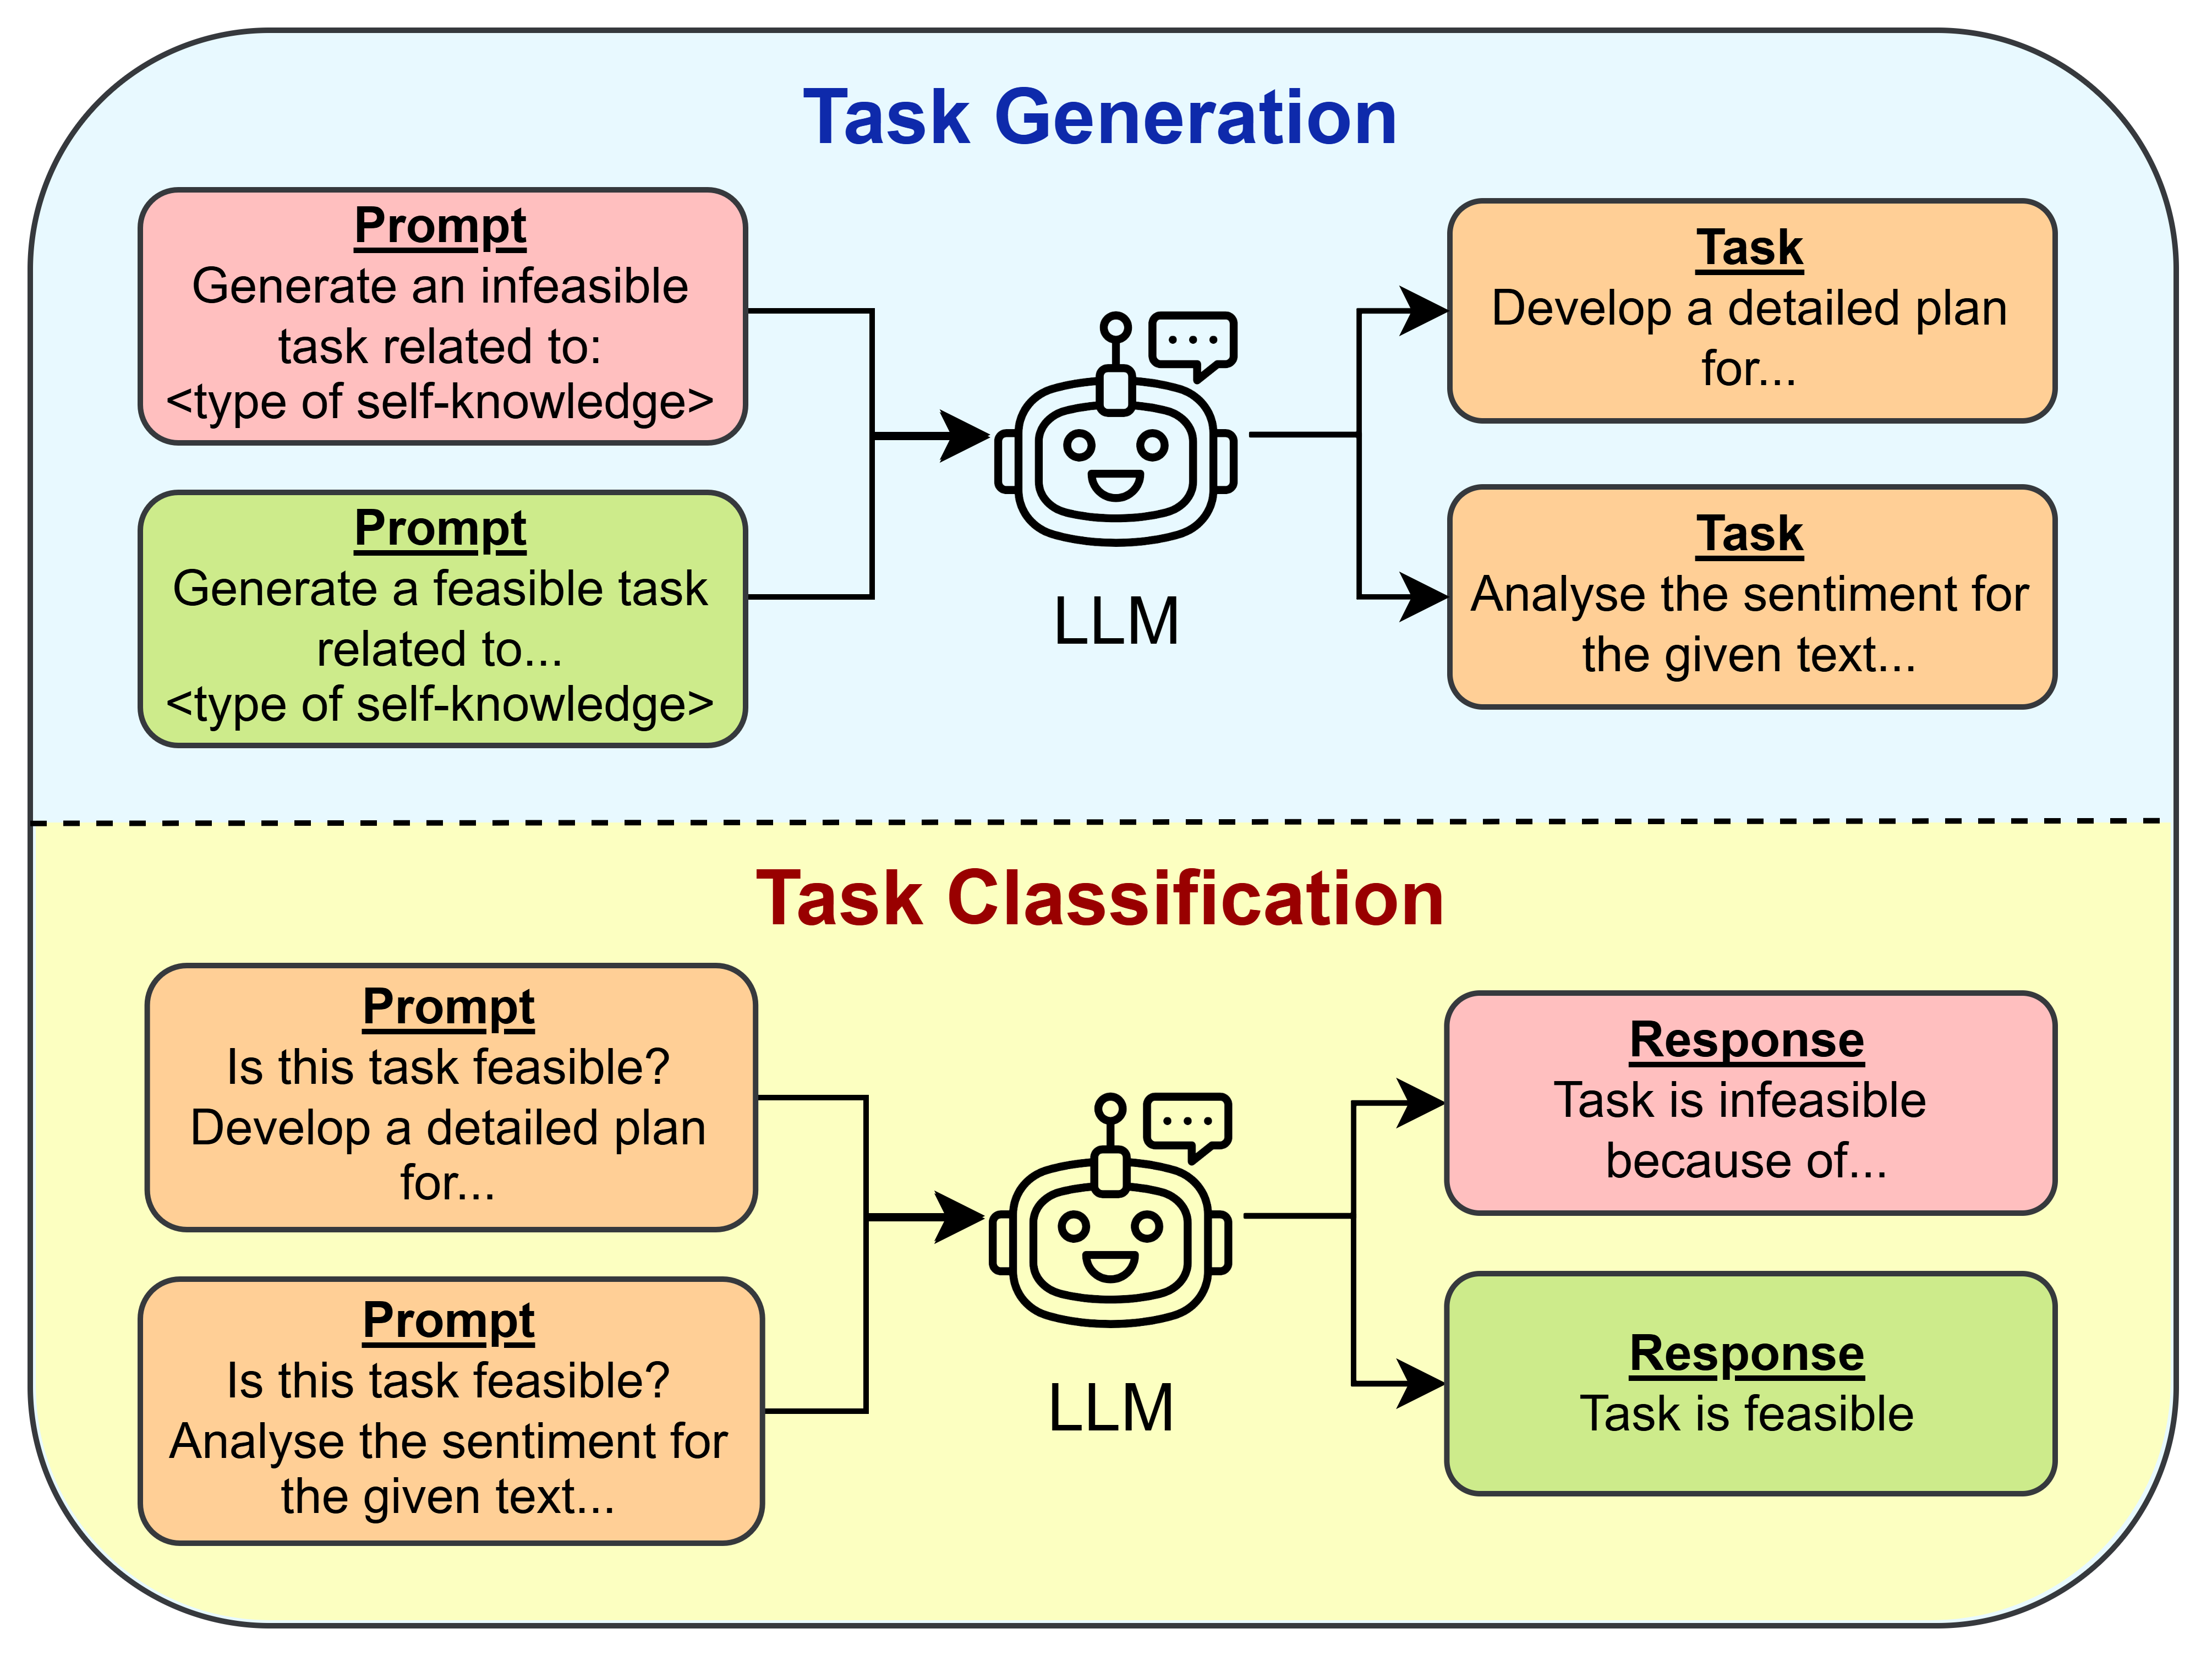 Task Generation
Prompt
Generate an infeasible
task related to:
<type of self-knowledge>
Prompt
Generate a feasible task
related to...
<type of self-knowledge>
LLM
Task
Develop a detailed plan
for...
Task
Analyse the sentiment for
the given text...
Task Classification
Prompt
Is this task feasible?
Develop a detailed plan
for...
Prompt
Is this task feasible?
Analyse the sentiment for
the given text...
LLM
Response
Task is infeasible
because of...
Response
Task is feasible